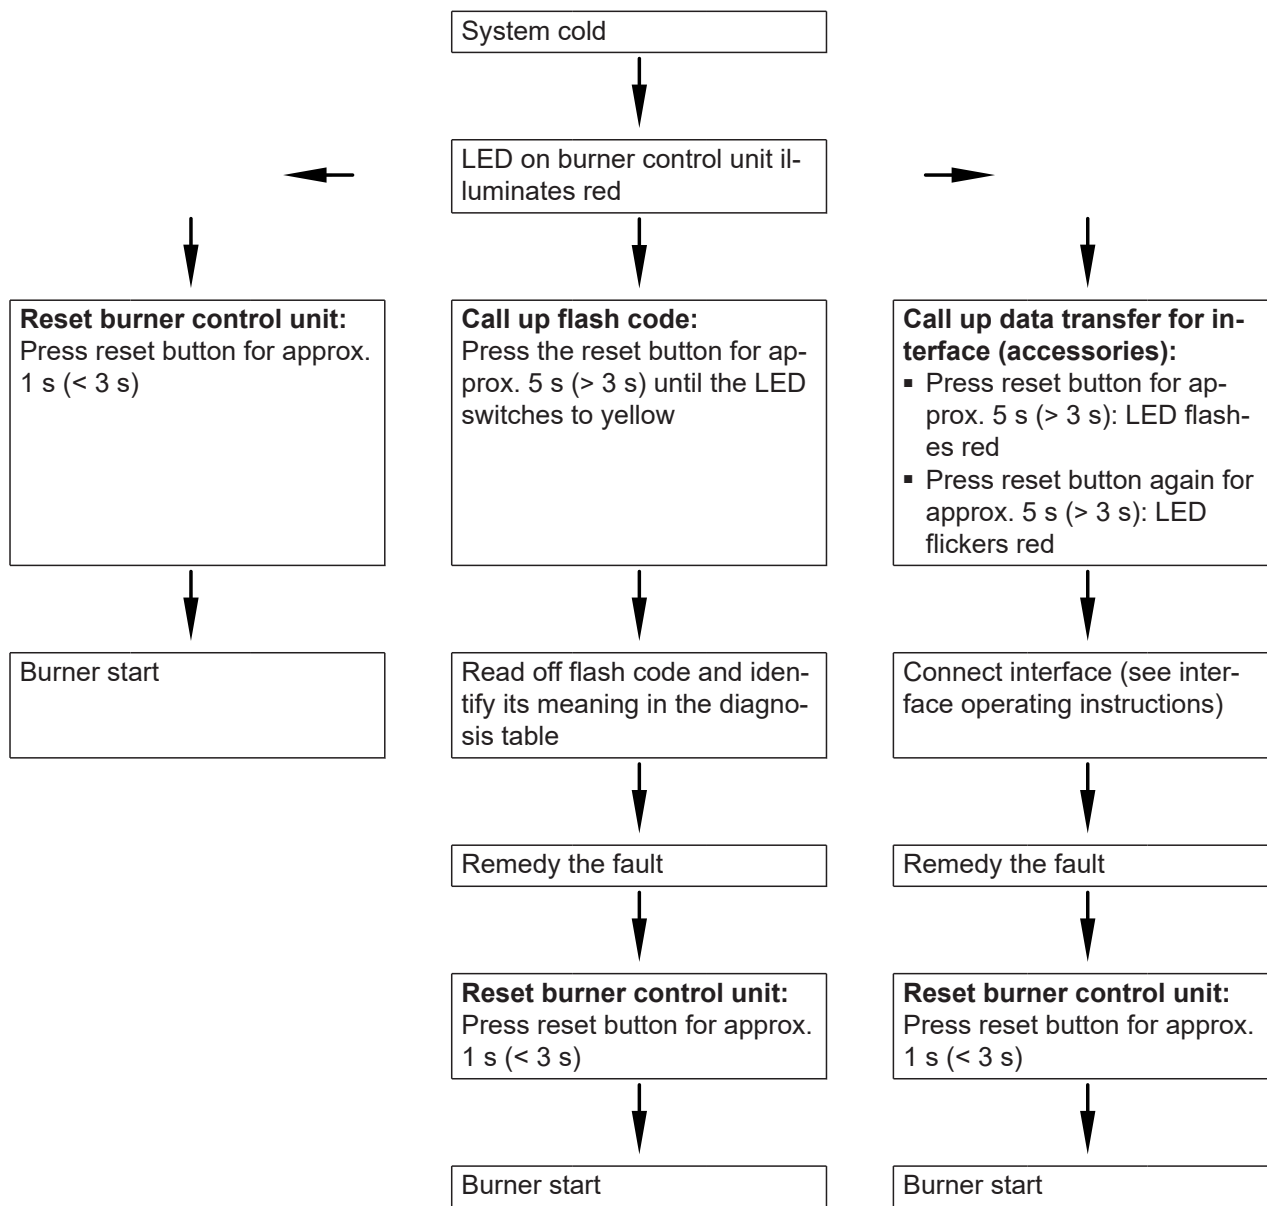 System cold
LED on burner control unit il-
luminates red
Reset burner control unit:
Press reset button for approx.
1 s (< 3 s)
Call up flash code:
Press the reset button for ap-
prox. 5 s (> 3 s) until the LED
switches to yellow
Call up data transfer for in-
terface (accessories):
▪ Press reset button for ap-
prox. 5 s (> 3 s): LED flash-
es red
▪ Press reset button again for
approx. 5 s (> 3 s): LED
flickers red
Burner start
Read off flash code and iden-
tify its meaning in the diagno-
sis table
Connect interface (see inter-
face operating instructions)
Remedy the fault
Remedy the fault
Reset burner control unit:
Press reset button for approx.
1 s (< 3 s)
Reset burner control unit:
Press reset button for approx.
1 s (< 3 s)
Burner start
Burner start